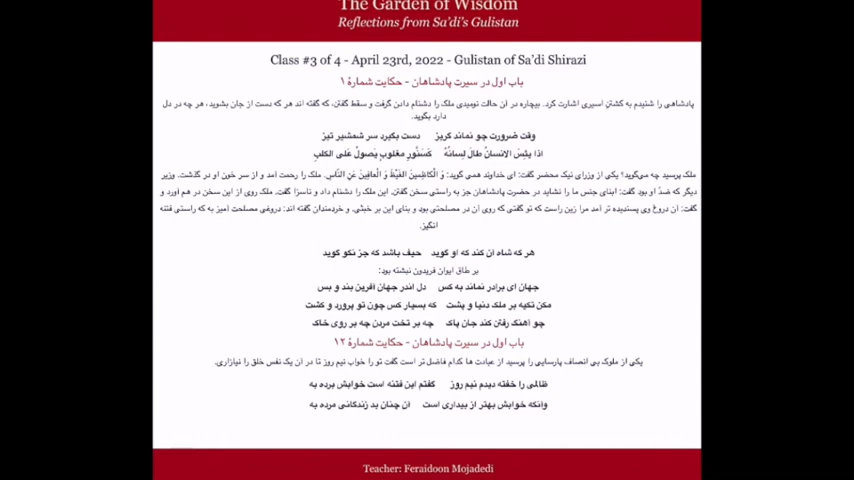 The Garden of Wisdom
Reflections from Sa'di's Gulistan
Class #3 of 4 - April 23rd, 2022 - Gulistan of Sa'di Shirazi
باب اول در سیرت پادشاهان - حکایت شمارهٔ ۱
پادشاهی را شنیدم به کشتن اسیری اشارت کرد. بیچاره در آن حالت نومیدی ملک را دشنام دادن گرفت و سقط گفتن، که گفته اند هر که دست از جان بشوید، هر چه در دل
دارد بگوید.
وقت ضرورت چو نماند گریز دست بگیرد سر شمشیر تیز
اذا یئِسَ الانسانُ طالَ لِسانُهُ کَسَنُّورِ مغلوبٍ یَصولُ عَلی الکلبِ
ملک پرسید چه می‌گوید؟ یکی از وزرای نیک محضر گفت: ای خداوند همی گوید: وَ الْکاظِمِینَ الغَیْظَ وَ الْعافِینَ عَنِ النّاسِ. ملک را رحمت آمد و از سر خون او در گذشت. وزیر
دیگر که ضدّ او بود گفت: ابنای جنس ما را نشاید در حضرت پادشاهان جز به راستی سخن گفتن. این ملک را دشنام داد و ناسزا گفت. ملک روی از این سخن در هم آورد و
گفت: آن دروغ وی پسندیده تر آمد مرا زین راست که تو گفتی که روی آن در مصلحتی بود و بنای این بر خبثی. و خردمندان گفته اند: دروغی مصلحت آمیز به که راستی فتنه
انگیز.
هر که شاه آن کند که او گوید حیف باشد که جز نکو گوید
بر طاق ایوان فریدون نبشته بود:
جهان ای برادر نماند به کس دل اندر جهان آفرین بند و بس
مکن تکیه بر ملک دنیا و پشت که بسیار کس چون تو پرورد و کشت
چو آهنگ رفتن کند جان پاک چه بر تخت مردن چه بر روی خاک
باب اول در سیرت پادشاهان - حکایت شمارهٔ ۱۲
یکی از ملوک بی انصاف پارسایی را پرسید از عبادت ها کدام فاضل تر است گفت تو را خواب نیم روز تا در آن یک نفس خلق را نیازاری.
ظالمی را خفته دیدم نیم روز گفتم این فتنه است خوابش برده به
وانکه خوابش بهتر از بیداری است آن چنان بد زندگانی مرده به
Teacher: Feraidoon Mojadedi